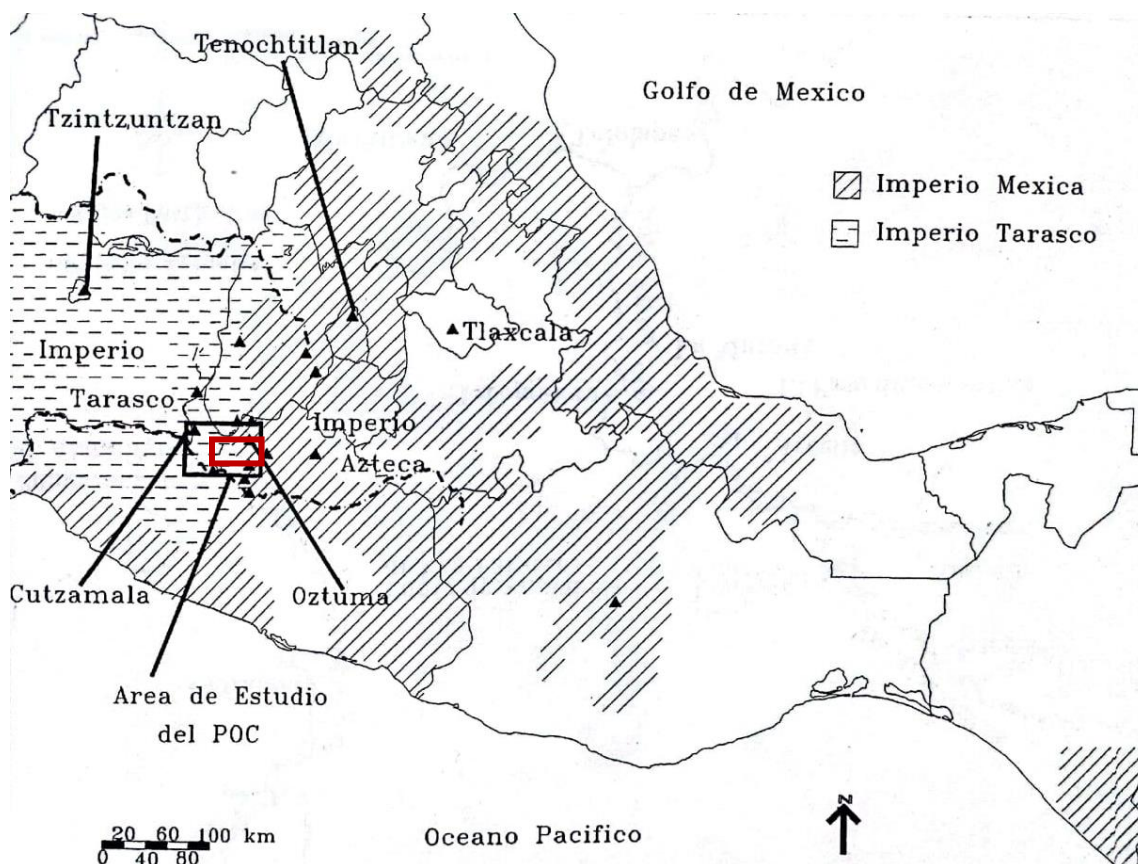 Tenochtitlan
Golfo de Mexico
Tzintzuntzan
Imperio Mexica
Imperio Tarasco
Tlaxcala
Imperio
Tarasco
Imperio
Azteca
Cutzamala
Oztuma
Area de Estudio
del POC
N
20 60 100 km
0 40 80
Oceano Pacifico